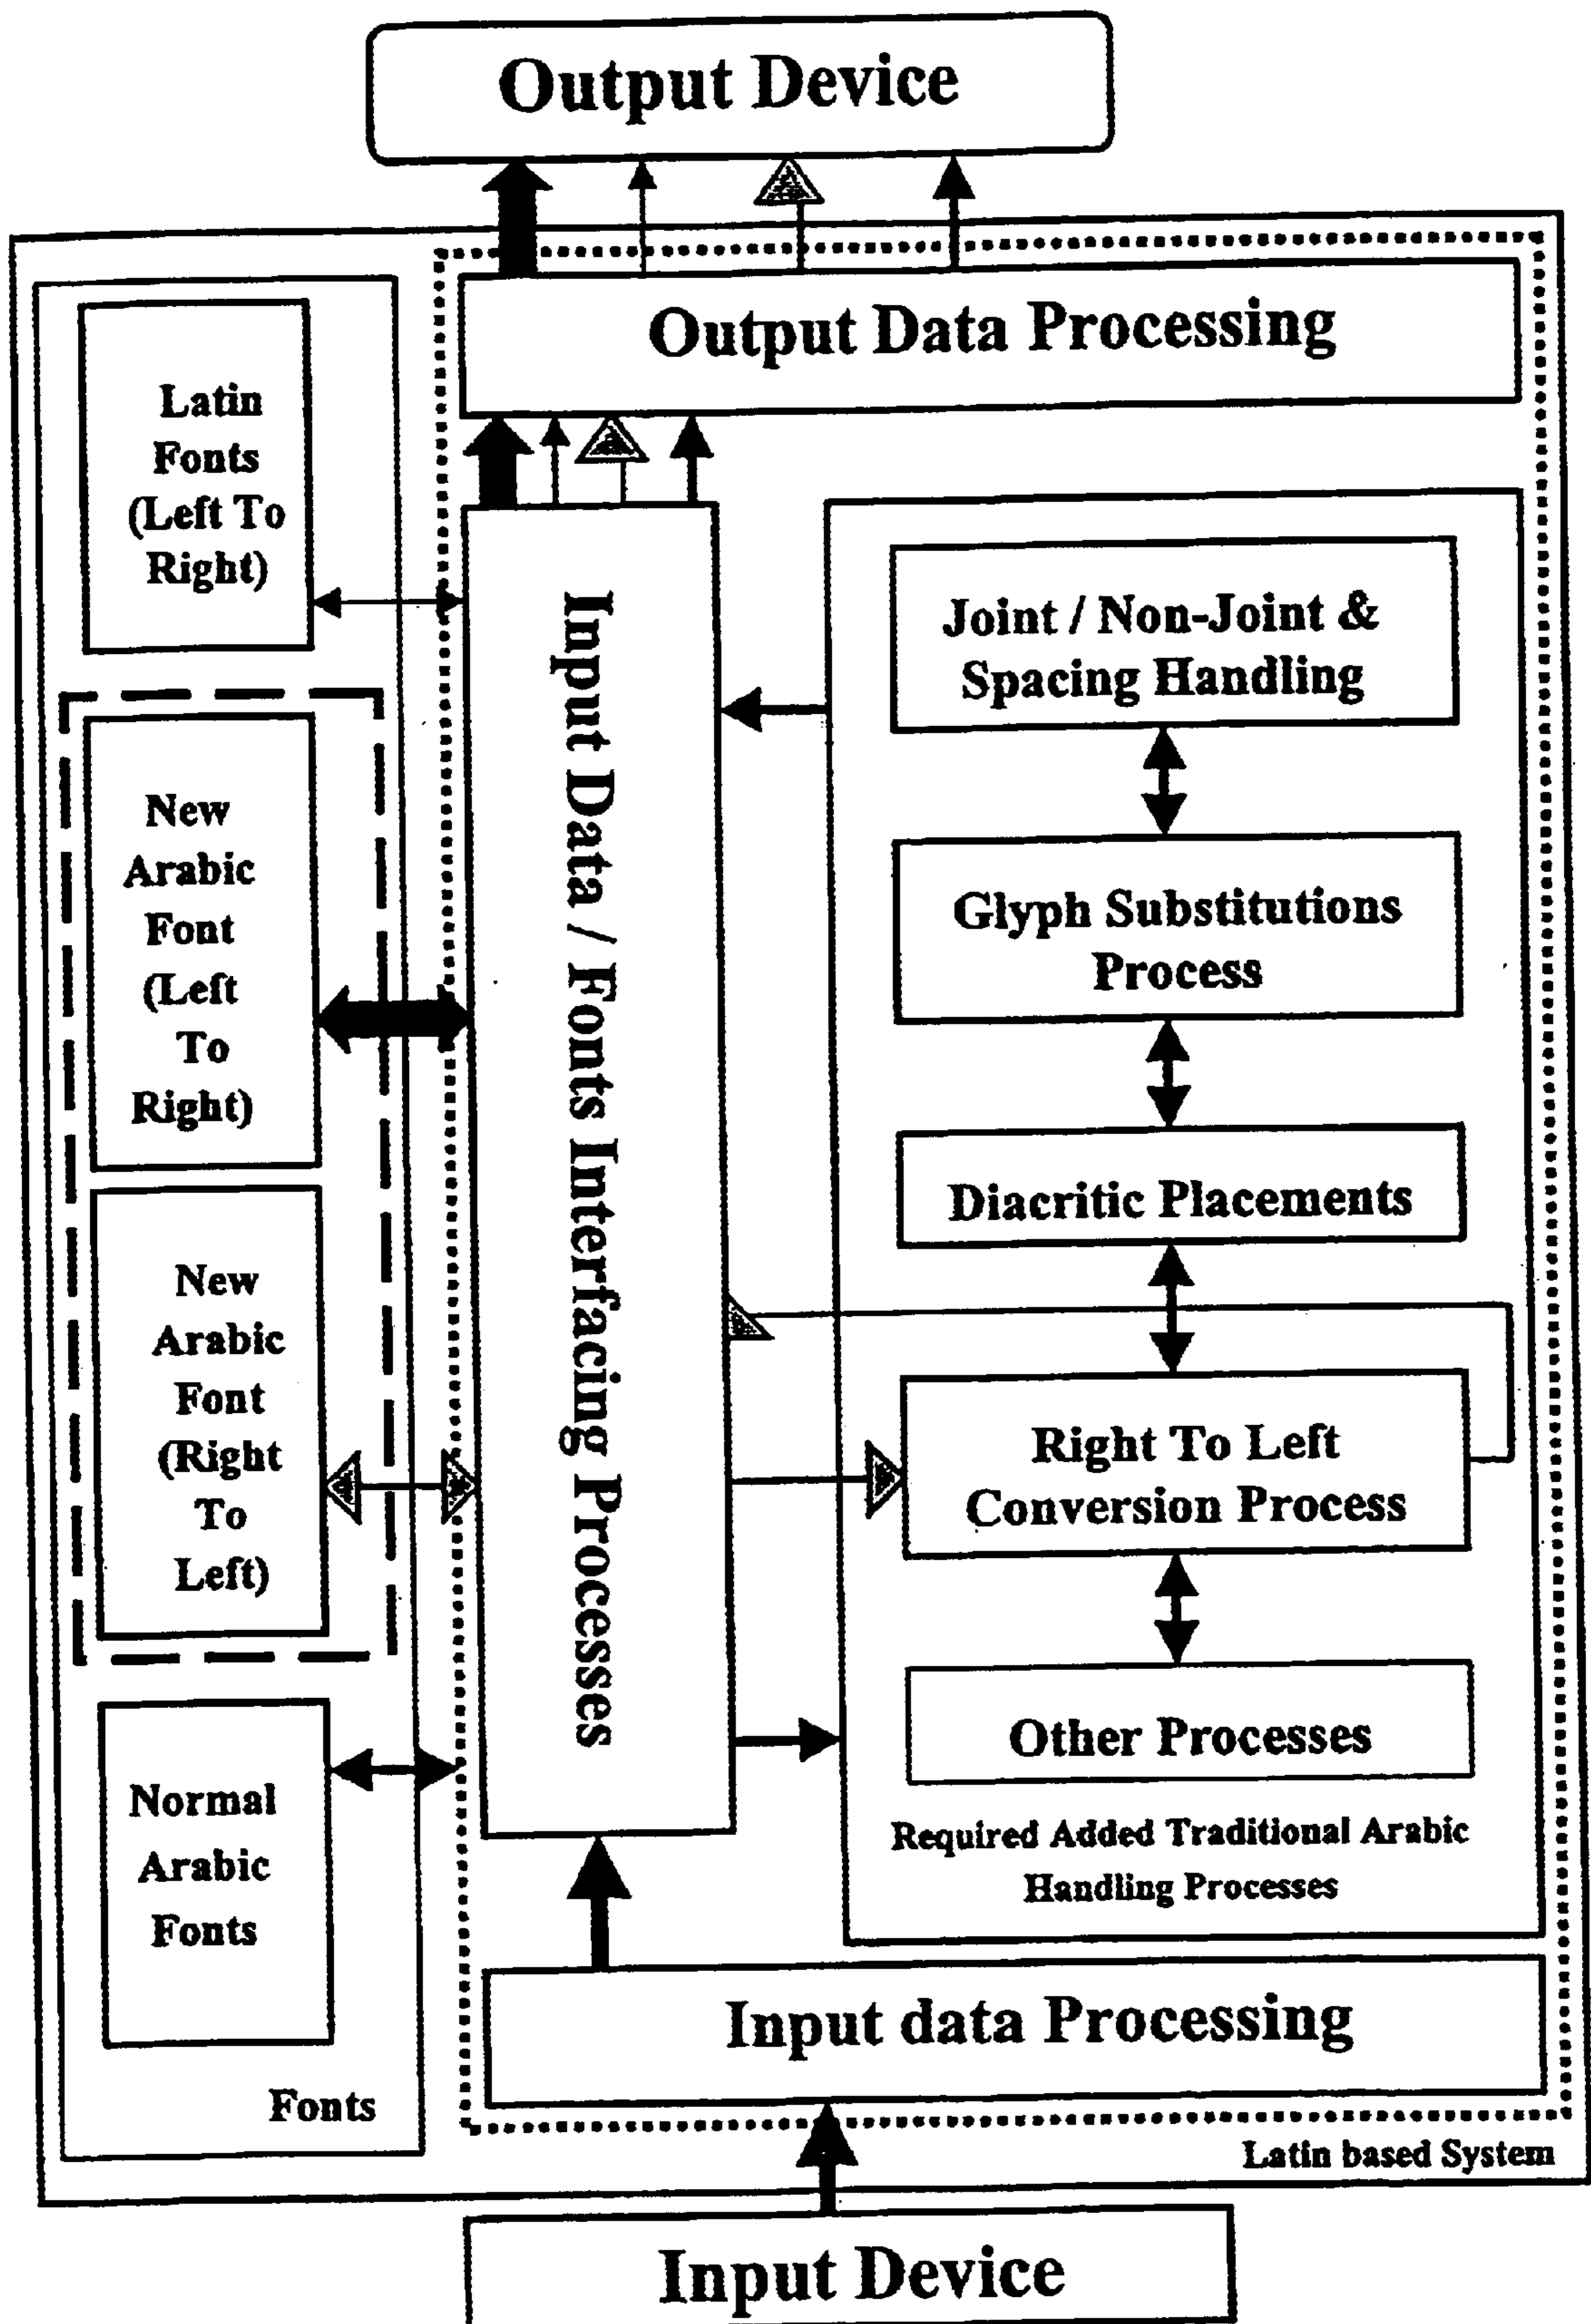 Output Device
Output Data Processing
Latin
Fonts
(Left To
Right)
New
Arabic
Font
(Left
To
Right)
New
Arabic
Font
(Right
To
Left)
Normal
Arabic
Fonts
Fonts
Input Data / Fonts Interfacing Processes
Joint / Non-Joint &
Spacing Handling
Glyph Substitutions
Process
Diacritic Placements
Right To Left
Conversion Process
Other Processes
Required Added Traditional Arabic
Handling Processes
Input data Processing
Latin based System
Input Device